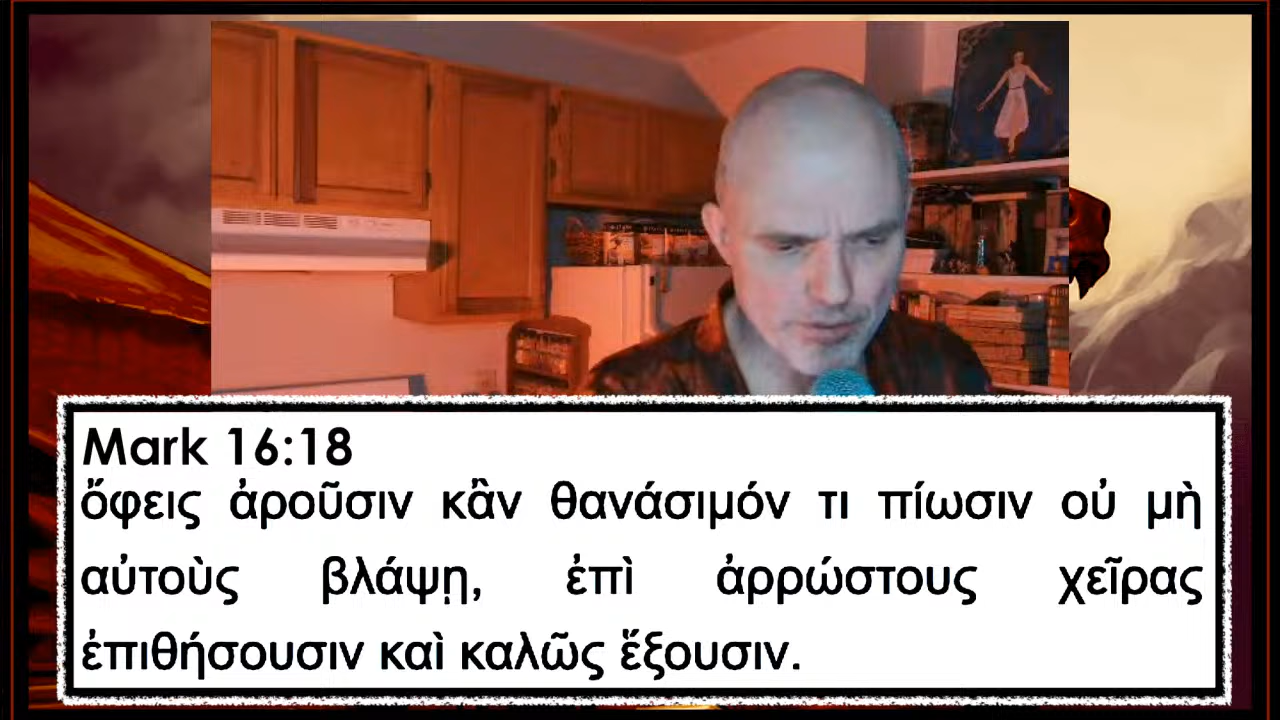 Mark 16:18
ὄφεις ἀροῦσιν κἂν θανάσιμόν τι πίωσιν οὐ μὴ
αὐτοὺς βλάψῃ, ἐπὶ ἀρρώστους χεῖρας
ἐπιθήσουσιν καὶ καλῶς ἕξουσιν.